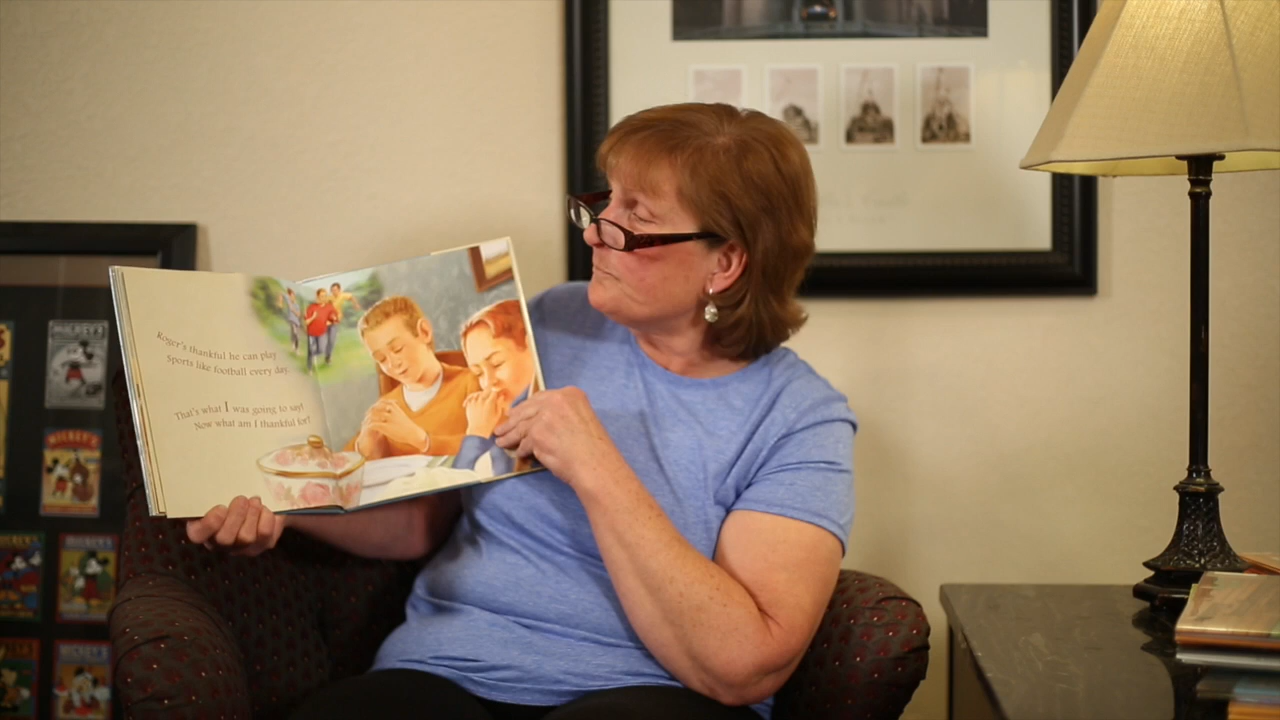 Roger's thankful he can play
Sports like football every day.
That's what I was going to say!
Now what am I thankful for?
MICKEY'S